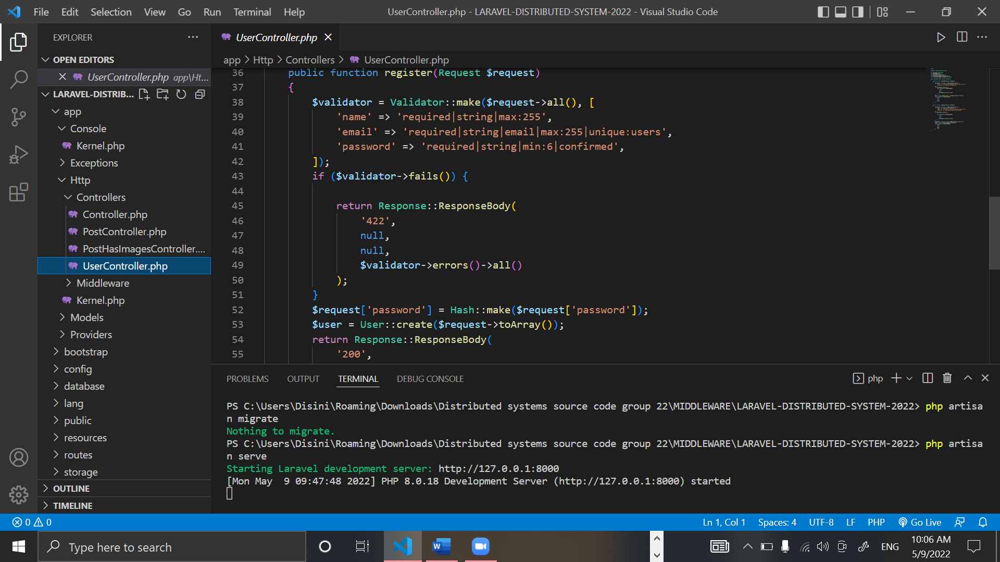 File Edit Selection View Go Run Terminal Help
UserController.php - LARAVEL-DISTRIBUTED-SYSTEM-2022 - Visual Studio Code
EXPLORER
OPEN EDITORS
UserController.php app\Ht...
LARAVEL-DISTRIB...
app
Console
Kernel.php
Exceptions
Http
Controllers
Controller.php
PostController.php
PostHasImagesController....
UserController.php
Middleware
Kernel.php
Models
Providers
bootstrap
config
database
lang
public
resources
routes
storage
OUTLINE
TIMELINE
UserController.php
app > Http > Controllers > UserController.php
36 public function register(Request $request)
37 {
38 $validator = Validator::make($request->all(), [
39 'name' => 'required|string|max:255',
40 'email' => 'required|string|email|max:255|unique:users',
41 'password' => 'required|string|min:6|confirmed',
42 ]);
43 if ($validator->fails()) {
44
45 return Response::ResponseBody(
46 '422',
47 null,
48 null,
49 $validator->errors()->all()
50 );
51 }
52 $request['password'] = Hash::make($request['password']);
53 $user = User::create($request->toArray());
54 return Response::ResponseBody(
55 '200',
PROBLEMS OUTPUT TERMINAL DEBUG CONSOLE
php
PS C:\Users\Disini\Roaming\Downloads\Distributed systems source code group 22\MIDDLEWARE\LARAVEL-DISTRIBUTED-SYSTEM-2022> php artisa
n migrate
Nothing to migrate.
PS C:\Users\Disini\Roaming\Downloads\Distributed systems source code group 22\MIDDLEWARE\LARAVEL-DISTRIBUTED-SYSTEM-2022> php artisa
n serve
Starting Laravel development server: http://127.0.0.1:8000
[Mon May  9 09:47:48 2022] PHP 8.0.18 Development Server (http://127.0.0.1:8000) started
0 0
Ln 1, Col 1 Spaces: 4 UTF-8 LF PHP Go Live
Type here to search
W
ENG
10:06 AM
5/9/2022